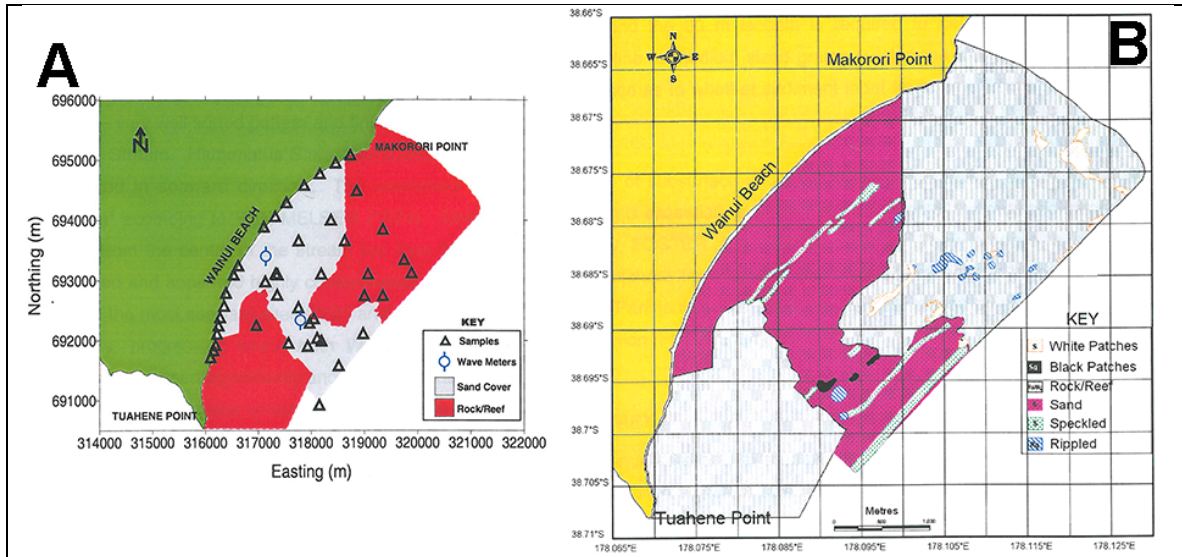 A
696000
695000
694000
693000
692000
691000
Northing (m)
N
MAKORORI POINT
WAINUI BEACH
TUAHENE POINT
KEY
Samples
Wave Meters
Sand Cover
Rock/Reef
314000 315000 316000 317000 318000 319000 320000 321000 322000
Easting (m)
B
38.66°S
38.665°S
38.67°S
38.675°S
38.68°S
38.685°S
38.69°S
38.695°S
38.7°S
38.705°S
38.71°S
N
W E
S
Makorori Point
Wainui Beach
Tuahene Point
KEY
White Patches
Black Patches
Rock/Reef
Sand
Speckled
Rippled
Metres
178.065°E 178.075°E 178.085°E 178.095°E 178.105°E 178.115°E 178.125°E